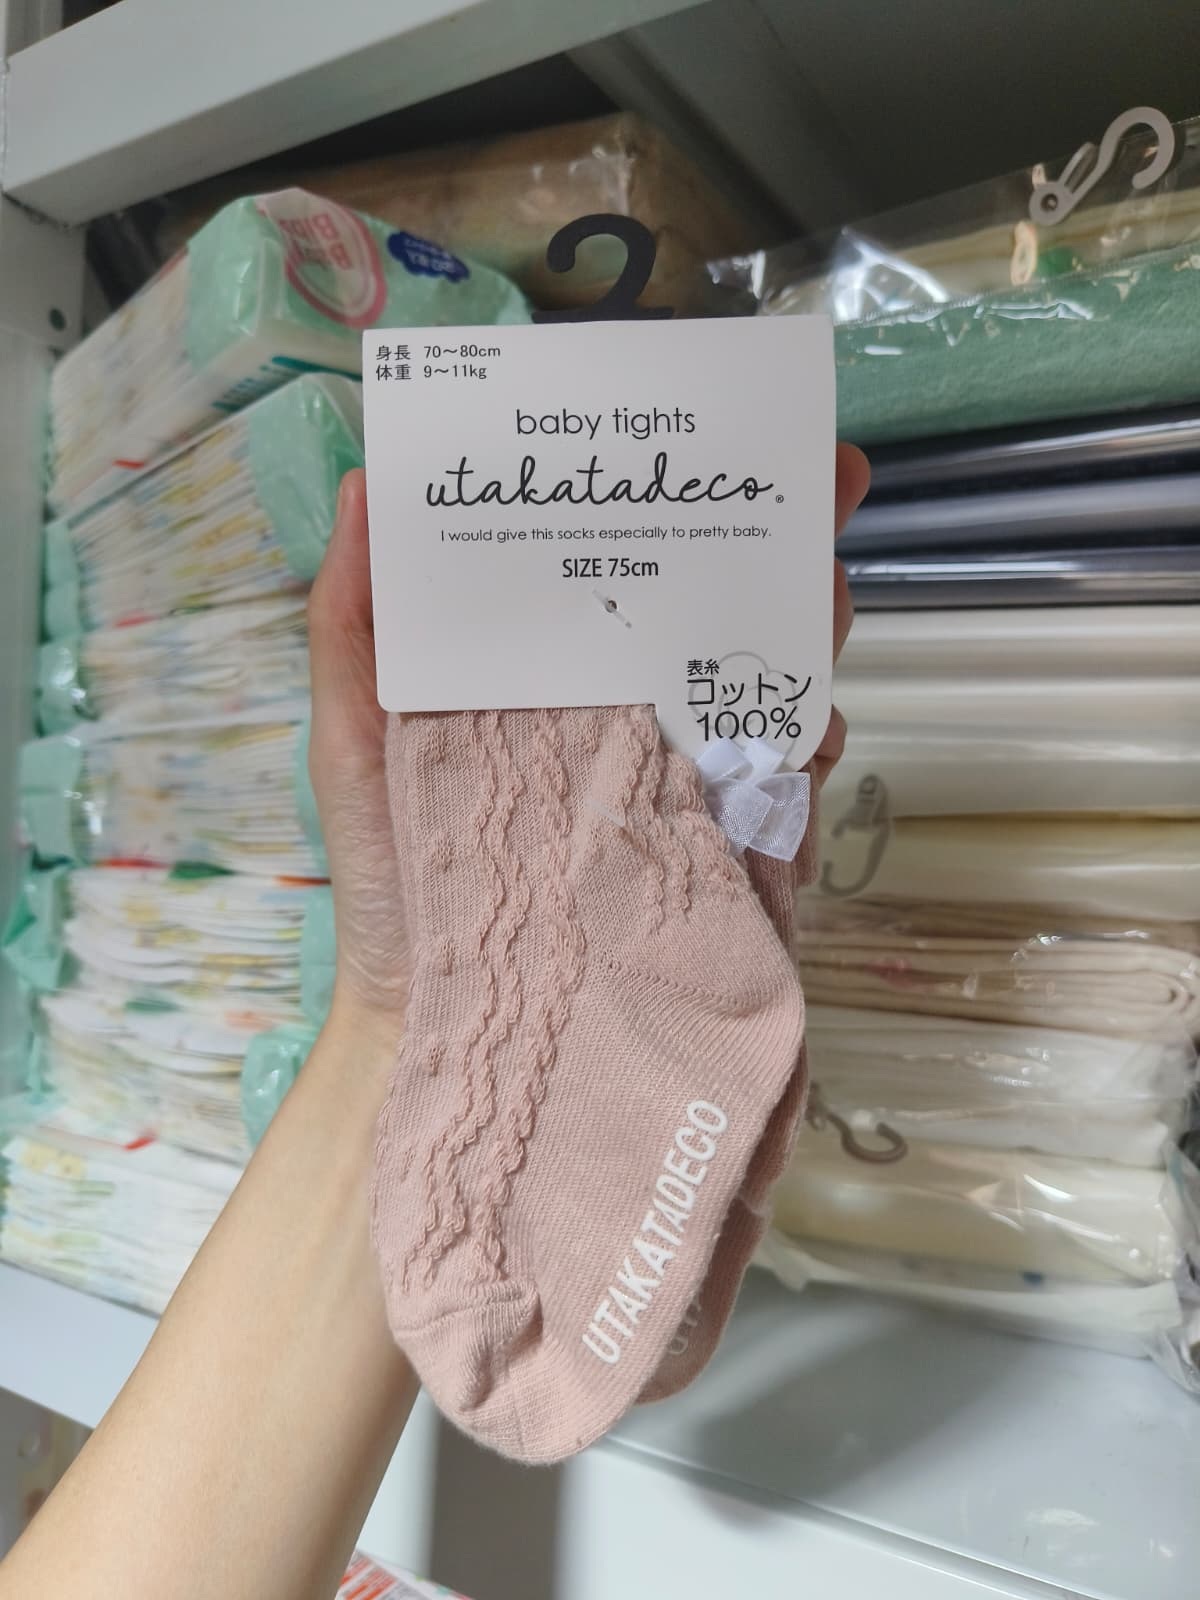 身長 70〜80cm
体重 9〜11kg
baby tights
utakatadeco®
I would give this socks especially to pretty baby.
SIZE 75cm
表糸
コットン
100%
UTAKATADECO